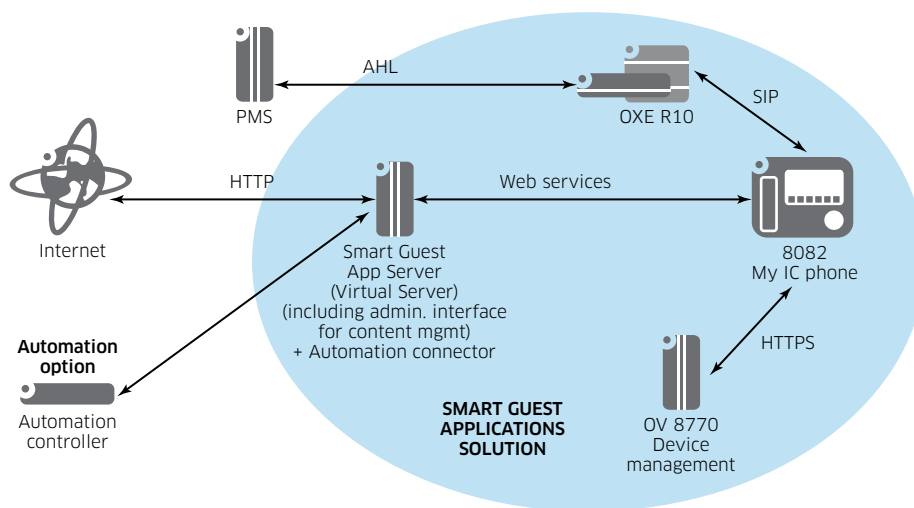 AHL
PMS
OXE R10
SIP
HTTP
Web services
Internet
8082
My IC phone
Smart Guest
App Server
(Virtual Server)
(including admin. interface
for content mgmt)
+ Automation connector
HTTPS
Automation
option
Automation
controller
SMART GUEST
APPLICATIONS
SOLUTION
OV 8770
Device
management